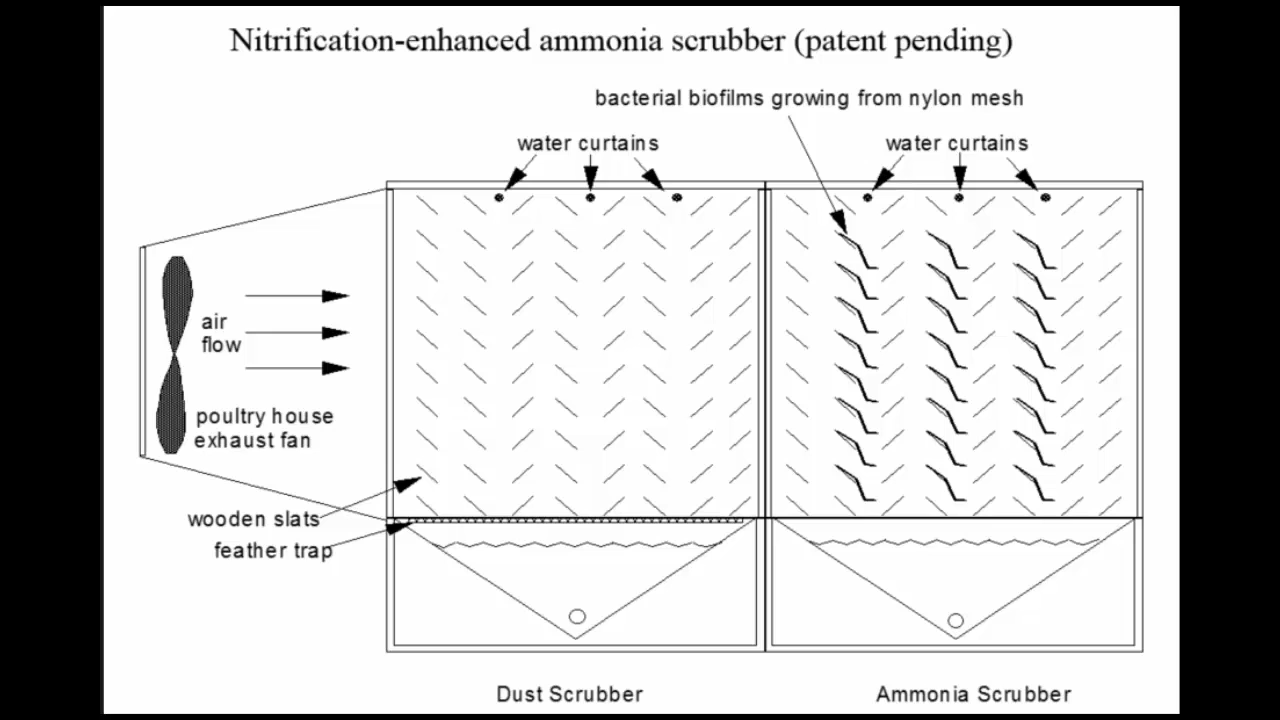 Nitrification-enhanced ammonia scrubber (patent pending)
bacterial biofilms growing from nylon mesh
water curtains
water curtains
air
flow
poultry house
exhaust fan
wooden slats
feather trap
Dust Scrubber
Ammonia Scrubber